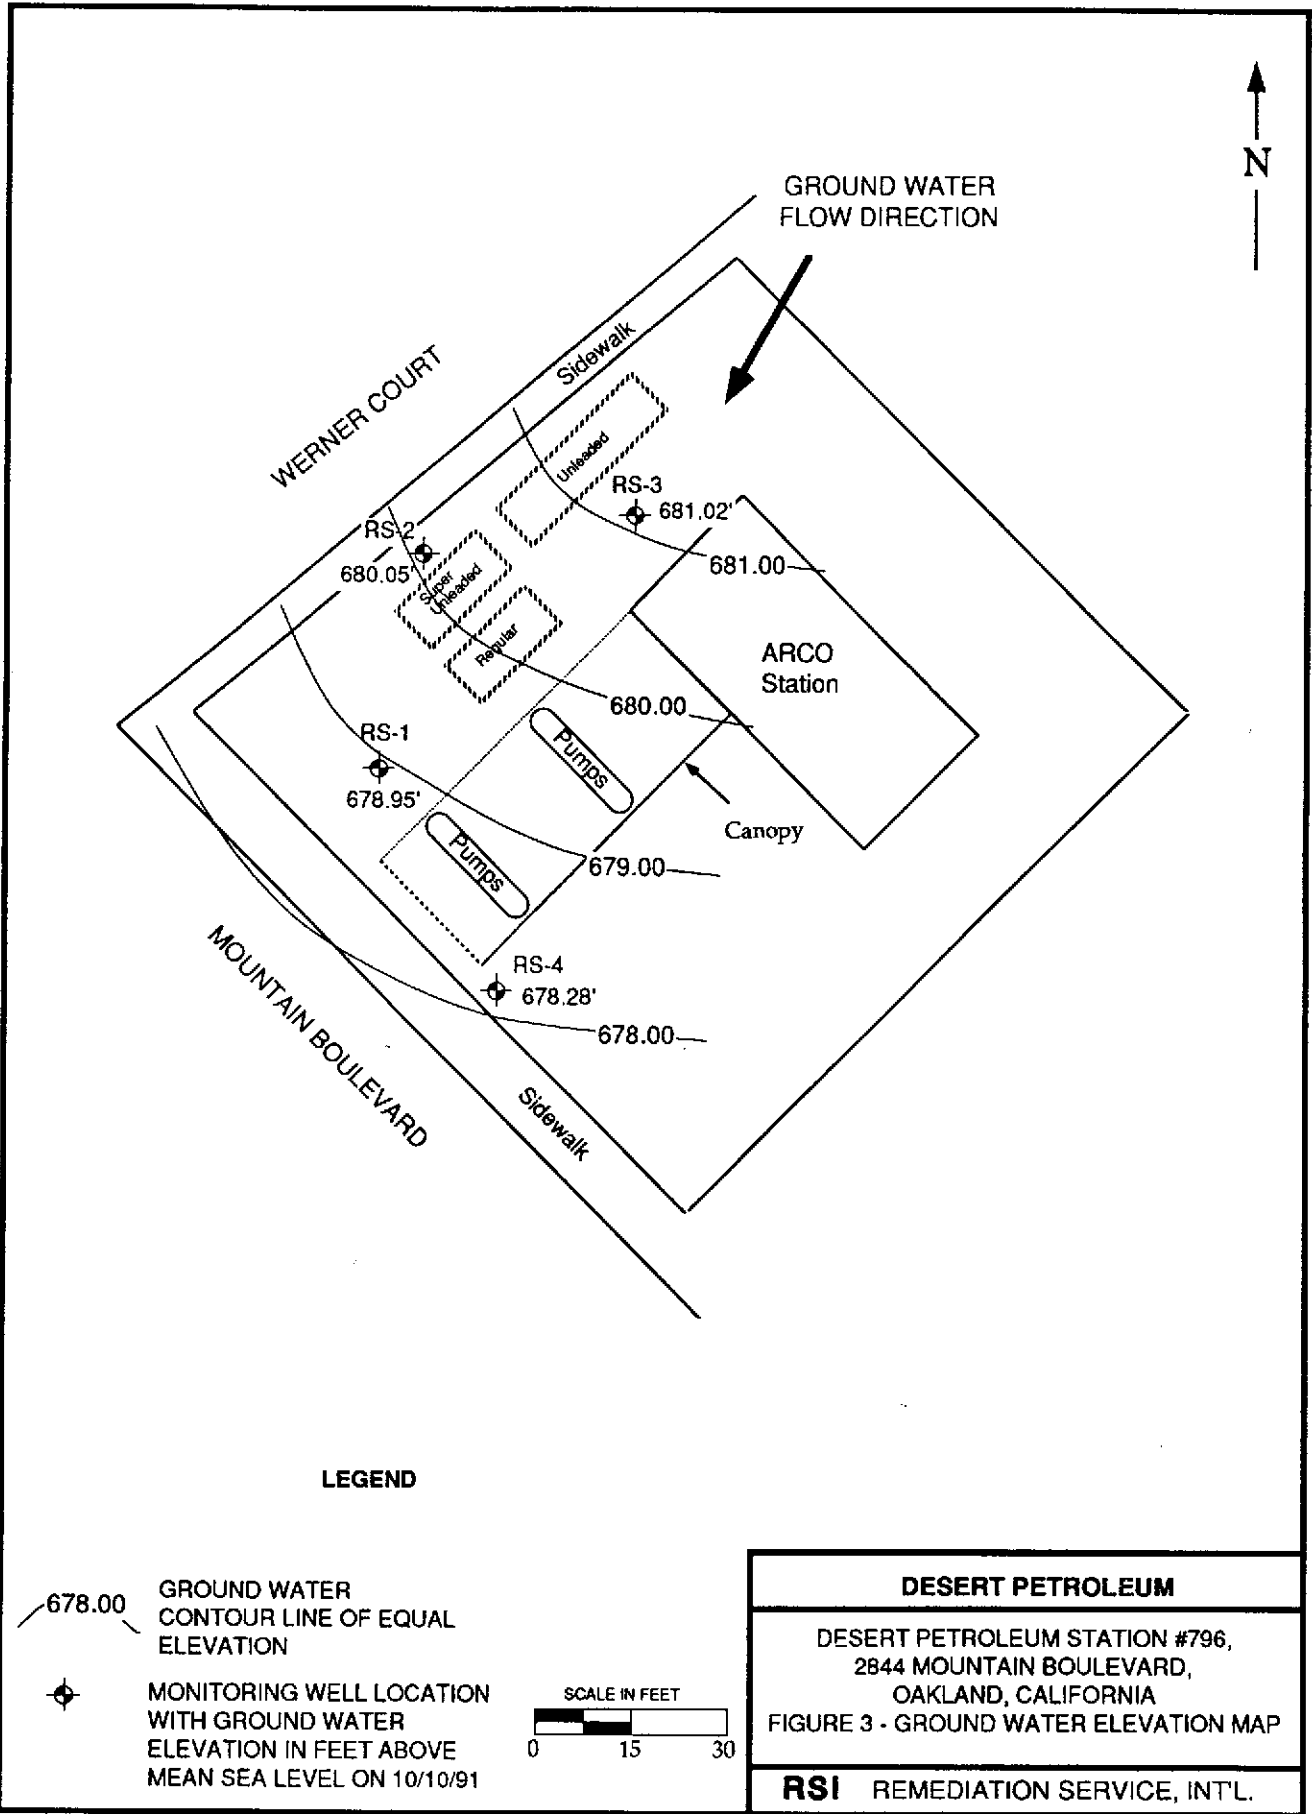 N
GROUND WATER
FLOW DIRECTION
Sidewalk
WERNER COURT
Unleaded
RS-3
681.02'
RS-2
680.05'
681.00
Super
Unleaded
Regular
ARCO
Station
680.00
RS-1
678.95'
Pumps
Canopy
Pumps
679.00
MOUNTAIN BOULEVARD
RS-4
678.28'
678.00
Sidewalk
LEGEND
678.00
GROUND WATER
CONTOUR LINE OF EQUAL
ELEVATION
MONITORING WELL LOCATION
WITH GROUND WATER
ELEVATION IN FEET ABOVE
MEAN SEA LEVEL ON 10/10/91
SCALE IN FEET
0 15 30
DESERT PETROLEUM
DESERT PETROLEUM STATION #796,
2844 MOUNTAIN BOULEVARD,
OAKLAND, CALIFORNIA
FIGURE 3 - GROUND WATER ELEVATION MAP
RSI REMEDIATION SERVICE, INT'L.